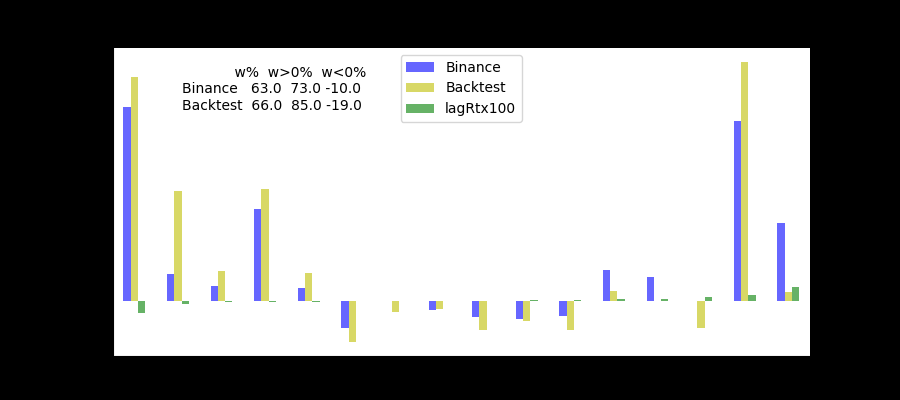 w%  w>0%  w<0%
Binance   63.0  73.0 -10.0
Backtest  66.0  85.0 -19.0
Binance
Backtest
lagRtx100